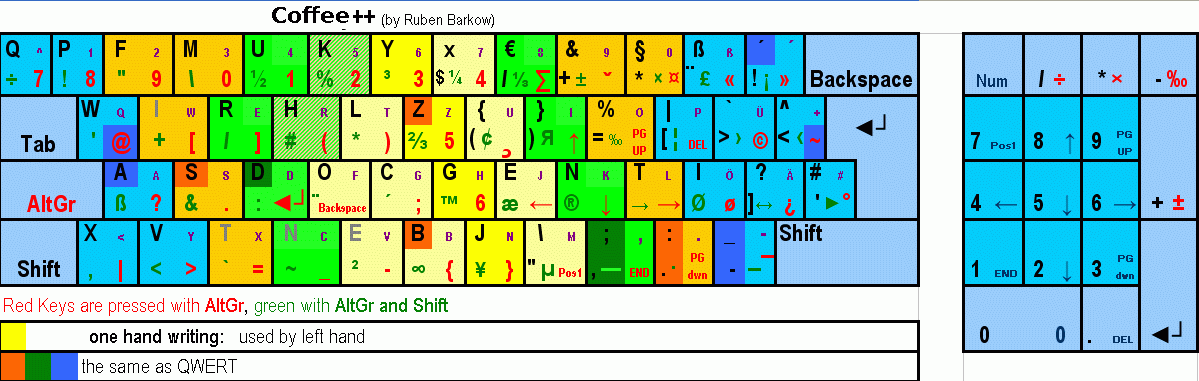 Coffee++ (by Ruben Barkow)
Q ^ P 1 F 2 M 3 U 4 K 5 Y 6 x 7 € 8 & 9 § 0 ß ß ´ ´
÷ 7 ! 8 " 9 \ 0 ½ 1 % 2 ³ 3 $ ¼ 4 / ⅓ ∑ + ± ˇ * × ¤ ¨ £ « ! ¡ » Backspace
Num / ÷ * × - ‰
W Q I W R E H R L T Z Z { U } I % O | P ` Ü ^ +
Tab ' @ + [ / ] # ( * ) ⅔ 5 ( ¢ ) Я ↑ = ‰ PG UP [ ¦ DEL > › © < ‹ ~ ◄┘
7 Pos1 8 ↑ 9 PG UP
A A S S D D O F C G G H E J N K T L I Ö ? Ä # #
AltGr ß ? & . : ◄┘ ¨ Backspace ´ ; ™ 6 æ ← ® ↓ → → Ø ø ] ↔ ¿ ' ► °
4 ← 5 ↓ 6 → + ±
X < V Y T X N C E V B B J N \ M ; , : . _ - Shift
Shift , | < > ` = ~ _ ² - ∞ { ¥ } " µ Pos1 , — END . · PG dwn - – —
1 END 2 ↓ 3 PG dwn
0 0 . DEL ◄┘
Red Keys are pressed with AltGr, green with AltGr and Shift
one hand writing: used by left hand
the same as QWERT